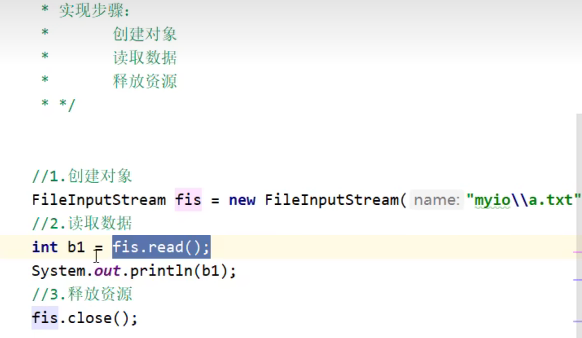 * 实现步骤：
* 创建对象
* 读取数据
* 释放资源
* */
//1.创建对象
FileInputStream fis = new FileInputStream( name: "myio\\a.txt"
//2.读取数据
int b1 = fis.read();
System.out.println(b1);
//3.释放资源
fis.close();